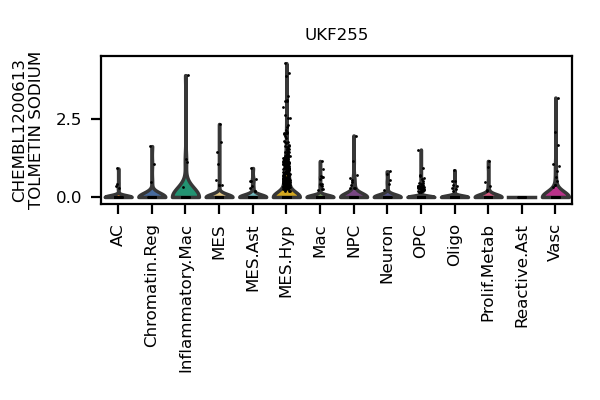 UKF255
CHEMBL1200613
TOLMETIN SODIUM
2.5
0.0
AC
Chromatin.Reg
Inflammatory.Mac
MES
MES.Ast
MES.Hyp
Mac
NPC
Neuron
OPC
Oligo
Prolif.Metab
Reactive.Ast
Vasc